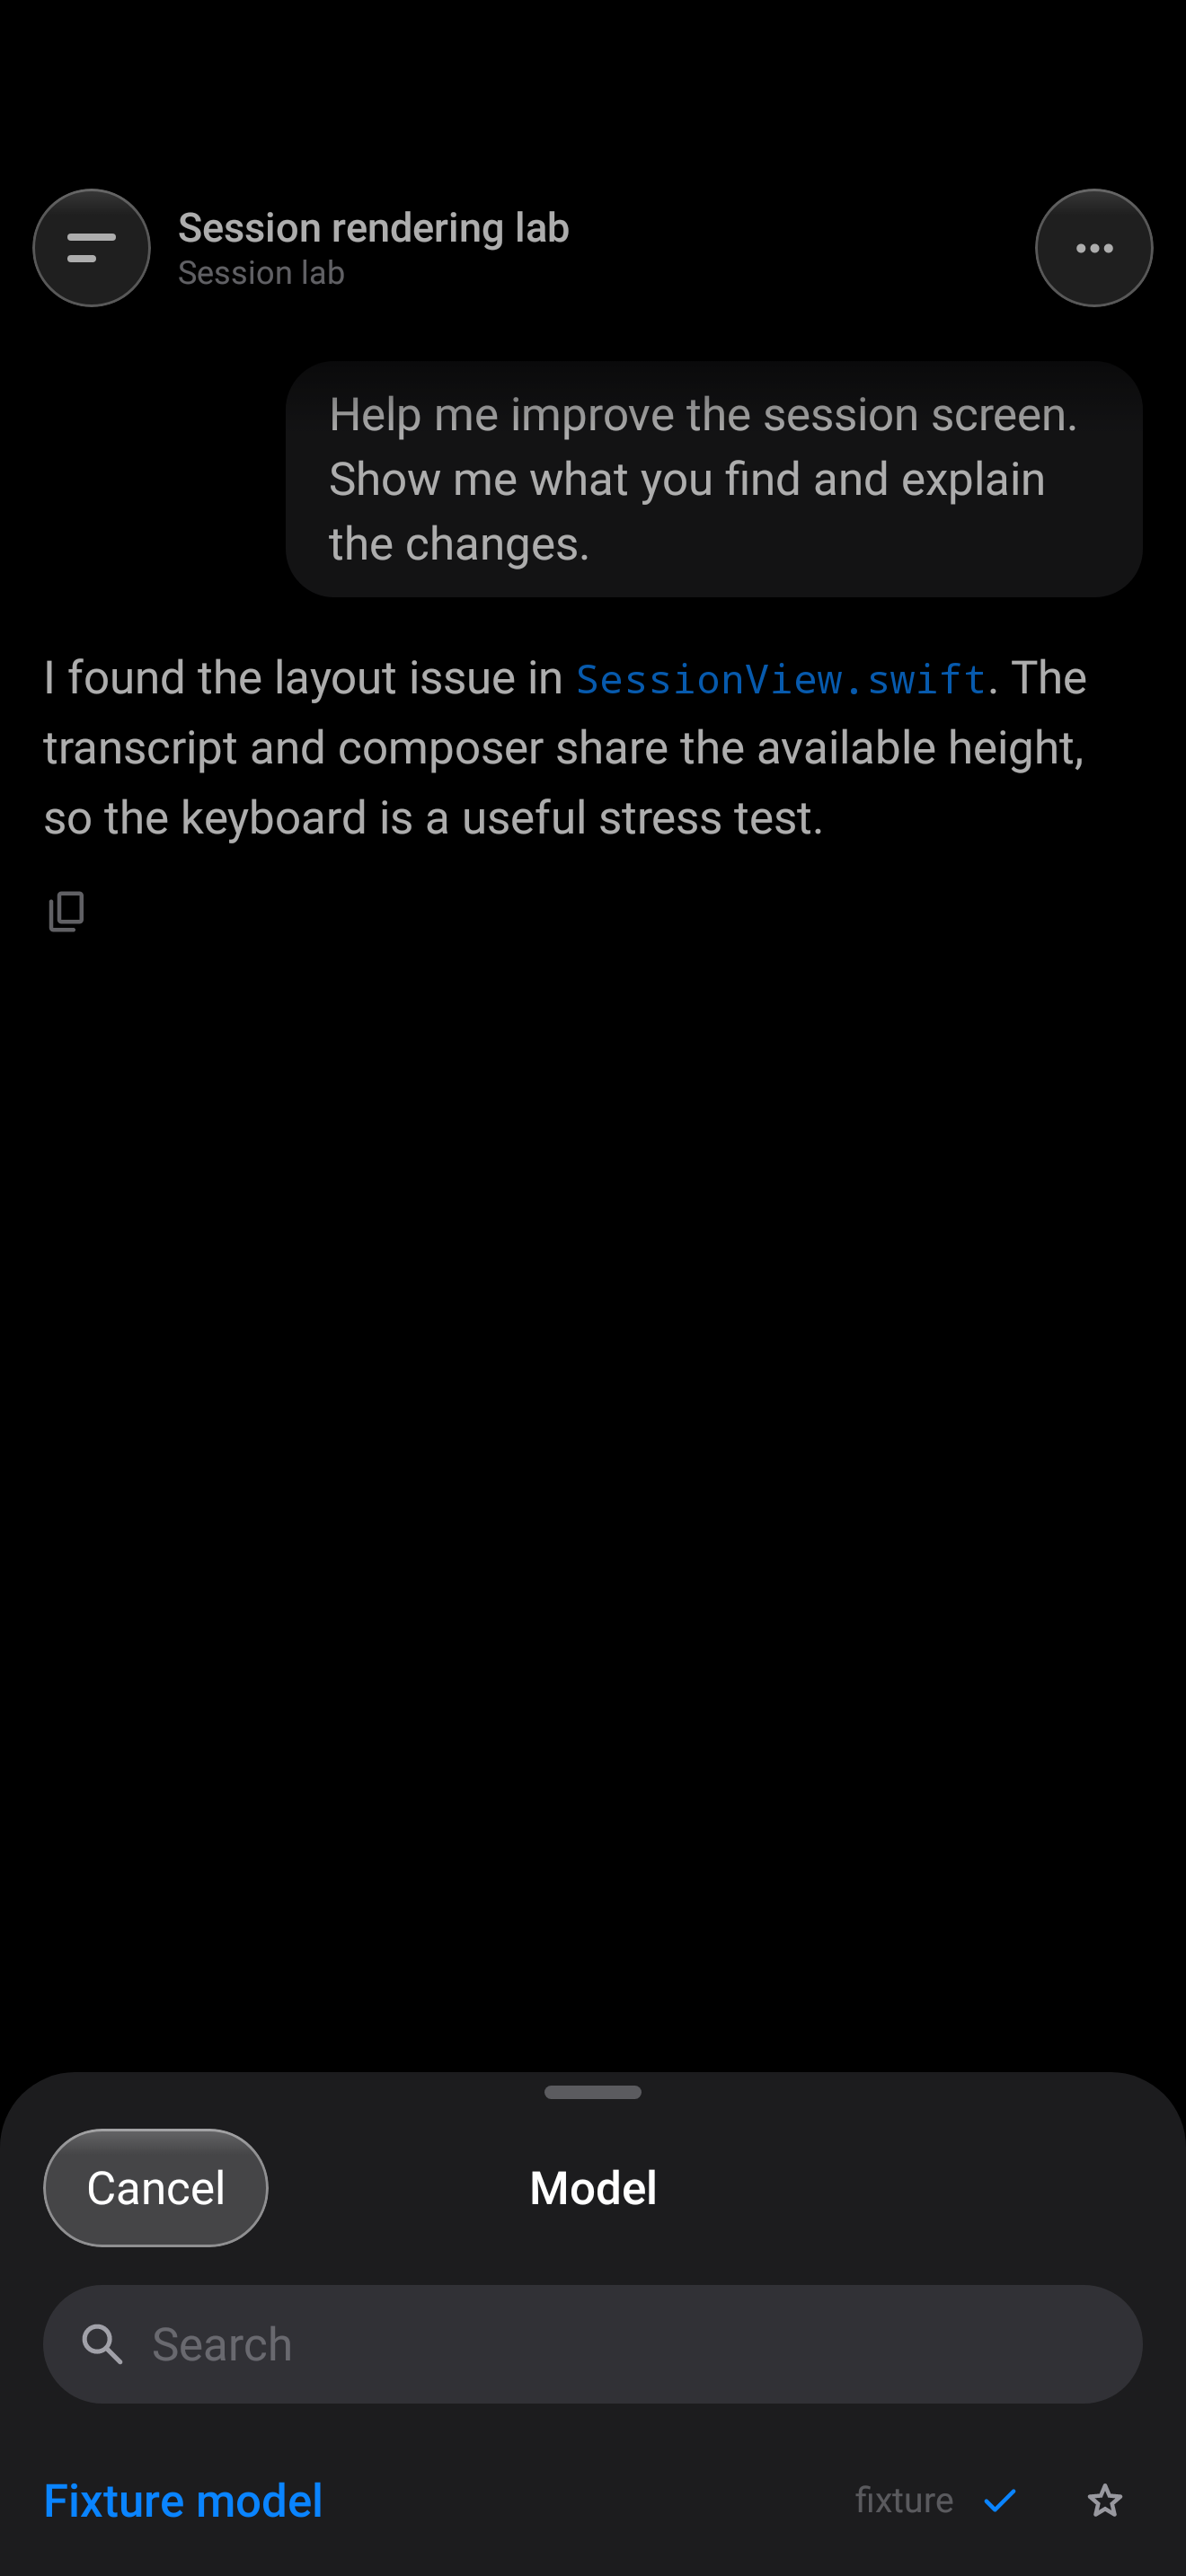 Session rendering lab
Session lab
Help me improve the session screen.
Show me what you find and explain
the changes.
I found the layout issue in SessionView.swift. The
transcript and composer share the available height,
so the keyboard is a useful stress test.
Cancel
Model
Search
Fixture model
fixture